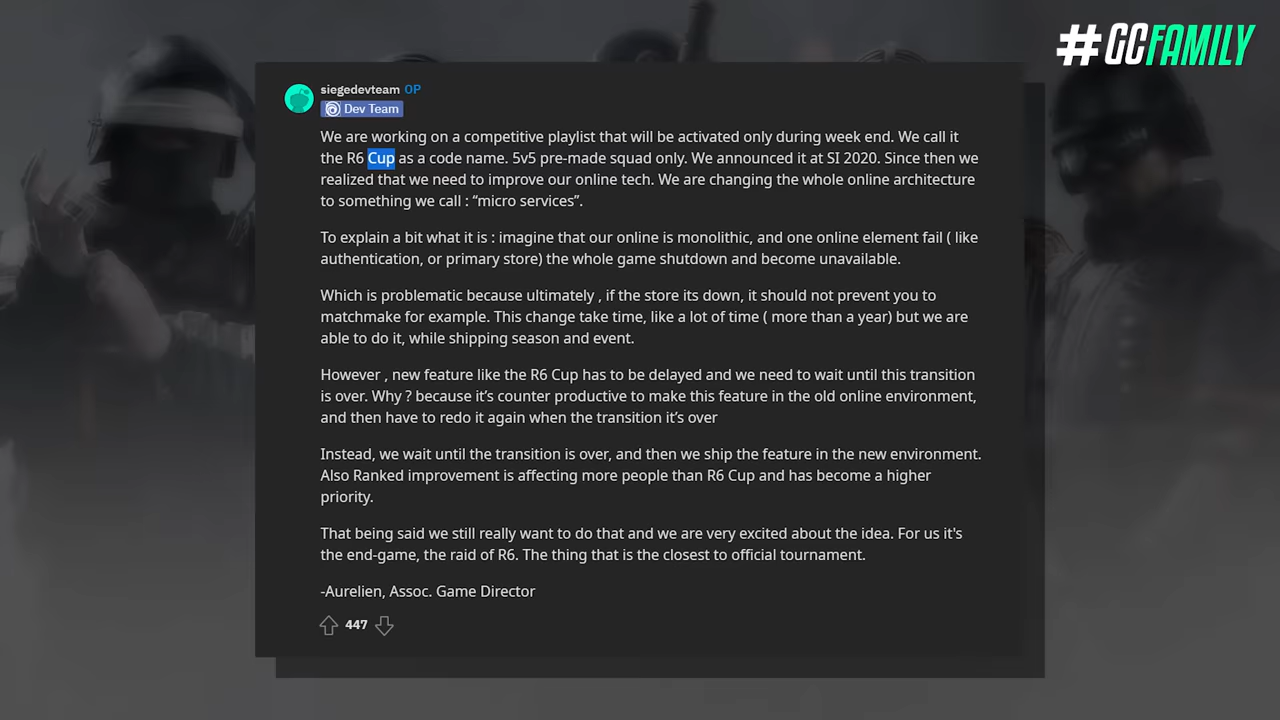 #GCFAMILY
siegedevteam OP
Dev Team
We are working on a competitive playlist that will be activated only during week end. We call it
the R6 Cup as a code name. 5v5 pre-made squad only. We announced it at SI 2020. Since then we
realized that we need to improve our online tech. We are changing the whole online architecture
to something we call : “micro services”.
To explain a bit what it is : imagine that our online is monolithic, and one online element fail ( like
authentication, or primary store) the whole game shutdown and become unavailable.
Which is problematic because ultimately , if the store its down, it should not prevent you to
matchmake for example. This change take time, like a lot of time ( more than a year) but we are
able to do it, while shipping season and event.
However , new feature like the R6 Cup has to be delayed and we need to wait until this transition
is over. Why ? because it’s counter productive to make this feature in the old online environment,
and then have to redo it again when the transition it’s over
Instead, we wait until the transition is over, and then we ship the feature in the new environment.
Also Ranked improvement is affecting more people than R6 Cup and has become a higher
priority.
That being said we still really want to do that and we are very excited about the idea. For us it's
the end-game, the raid of R6. The thing that is the closest to official tournament.
-Aurelien, Assoc. Game Director
447